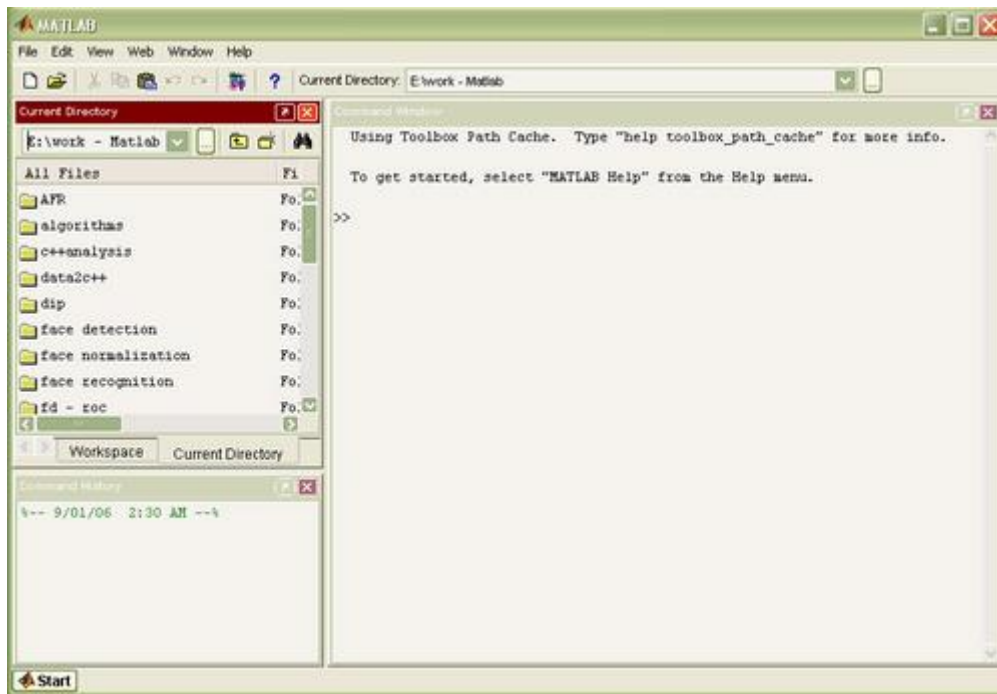 MATLAB
File Edit View Web Window Help
? Current Directory: E:\work - Matlab ...
Current Directory
E:\work - Matlab ...
All Files Fi
AFR Fo
algorithms Fo
c++analysis Fo
data2c++ Fo
dip Fo
face detection Fo
face normalization Fo
face recognition Fo
fd - roc Fo
Workspace Current Directory
Command History
%-- 9/01/06 2:30 AM --%
Command Window
Using Toolbox Path Cache. Type "help toolbox_path_cache" for more info.
To get started, select "MATLAB Help" from the Help menu.
>>
Start